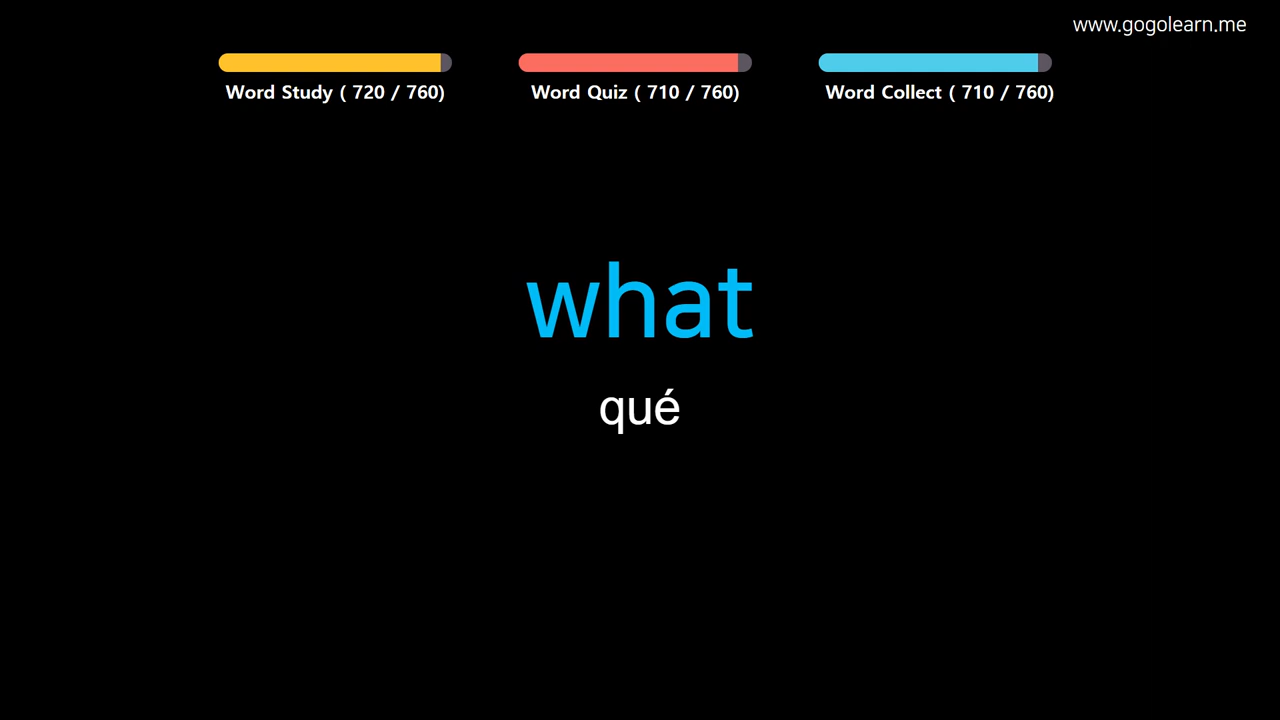 www.gogolearn.me
Word Study ( 720 / 760)
Word Quiz ( 710 / 760)
Word Collect ( 710 / 760)
what
qué